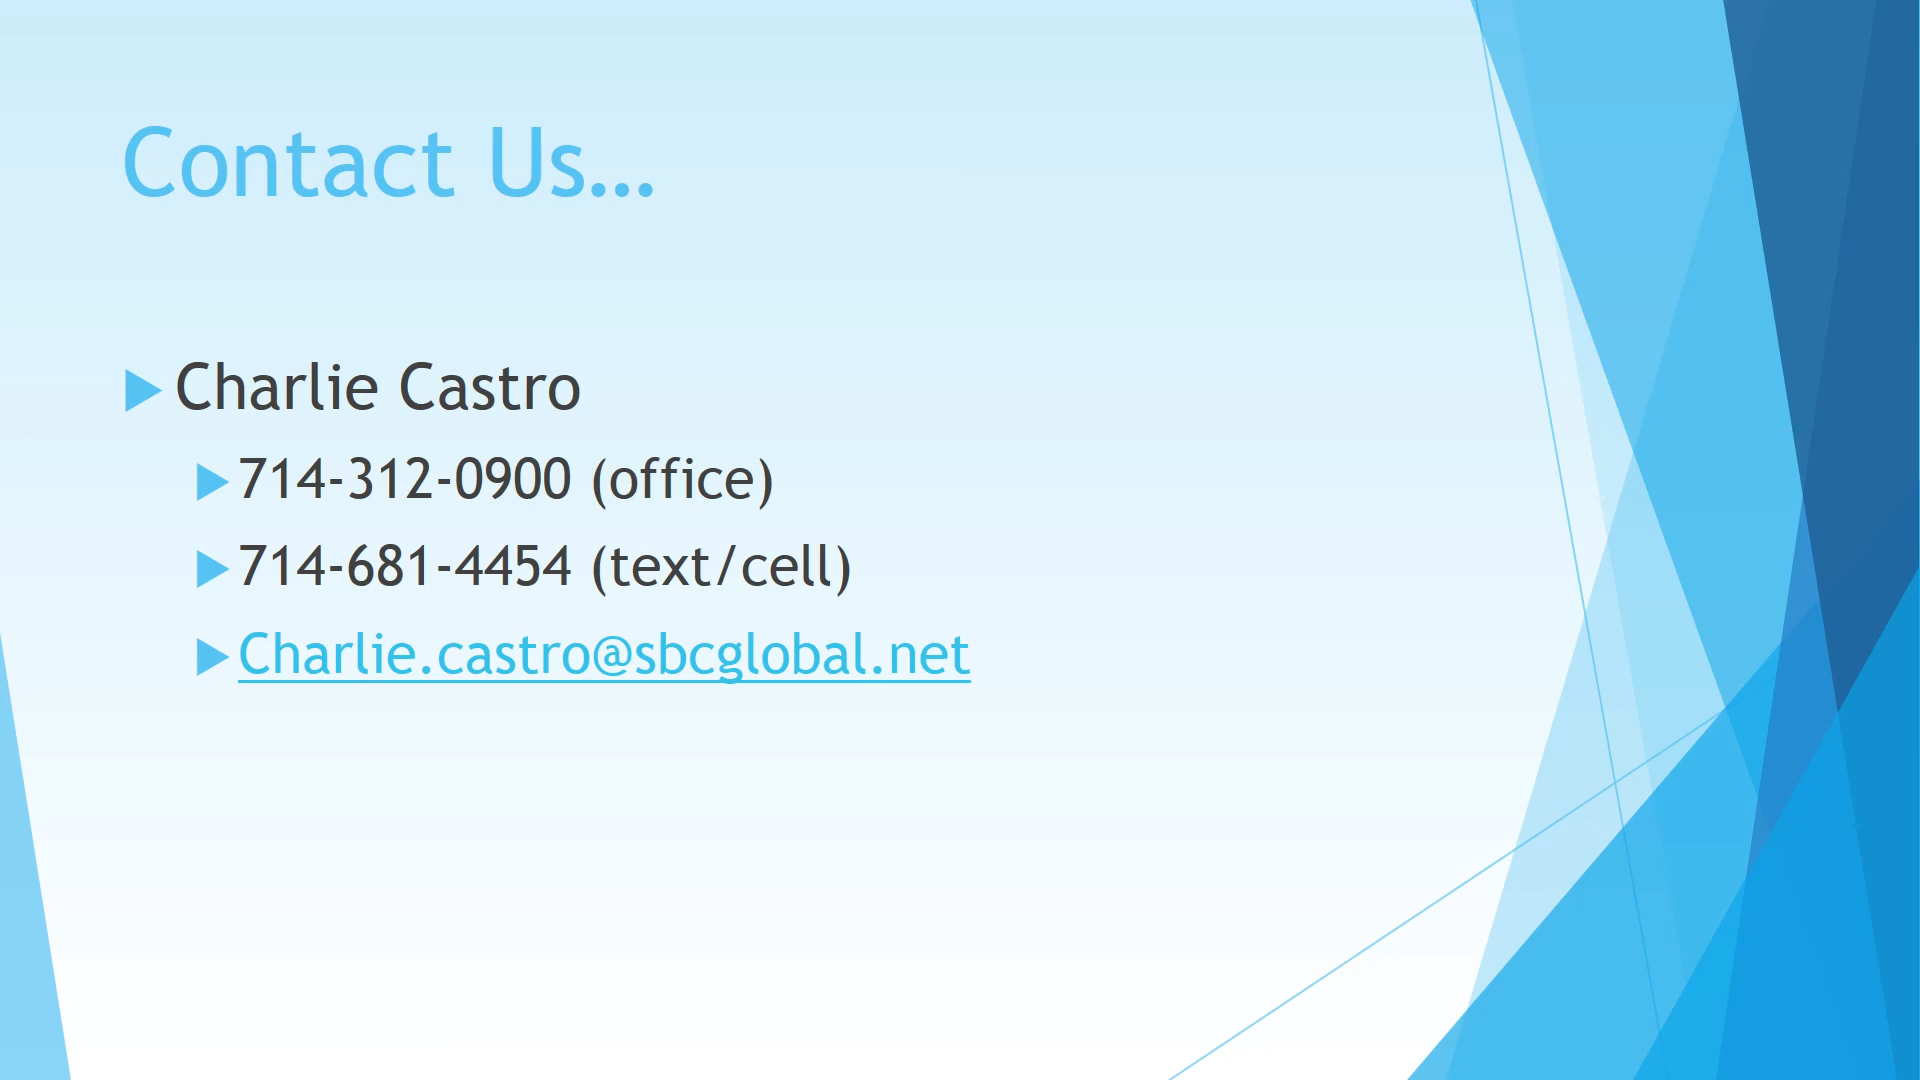 Contact Us...
Charlie Castro
714-312-0900 (office)
714-681-4454 (text/cell)
Charlie.castro@sbcglobal.net